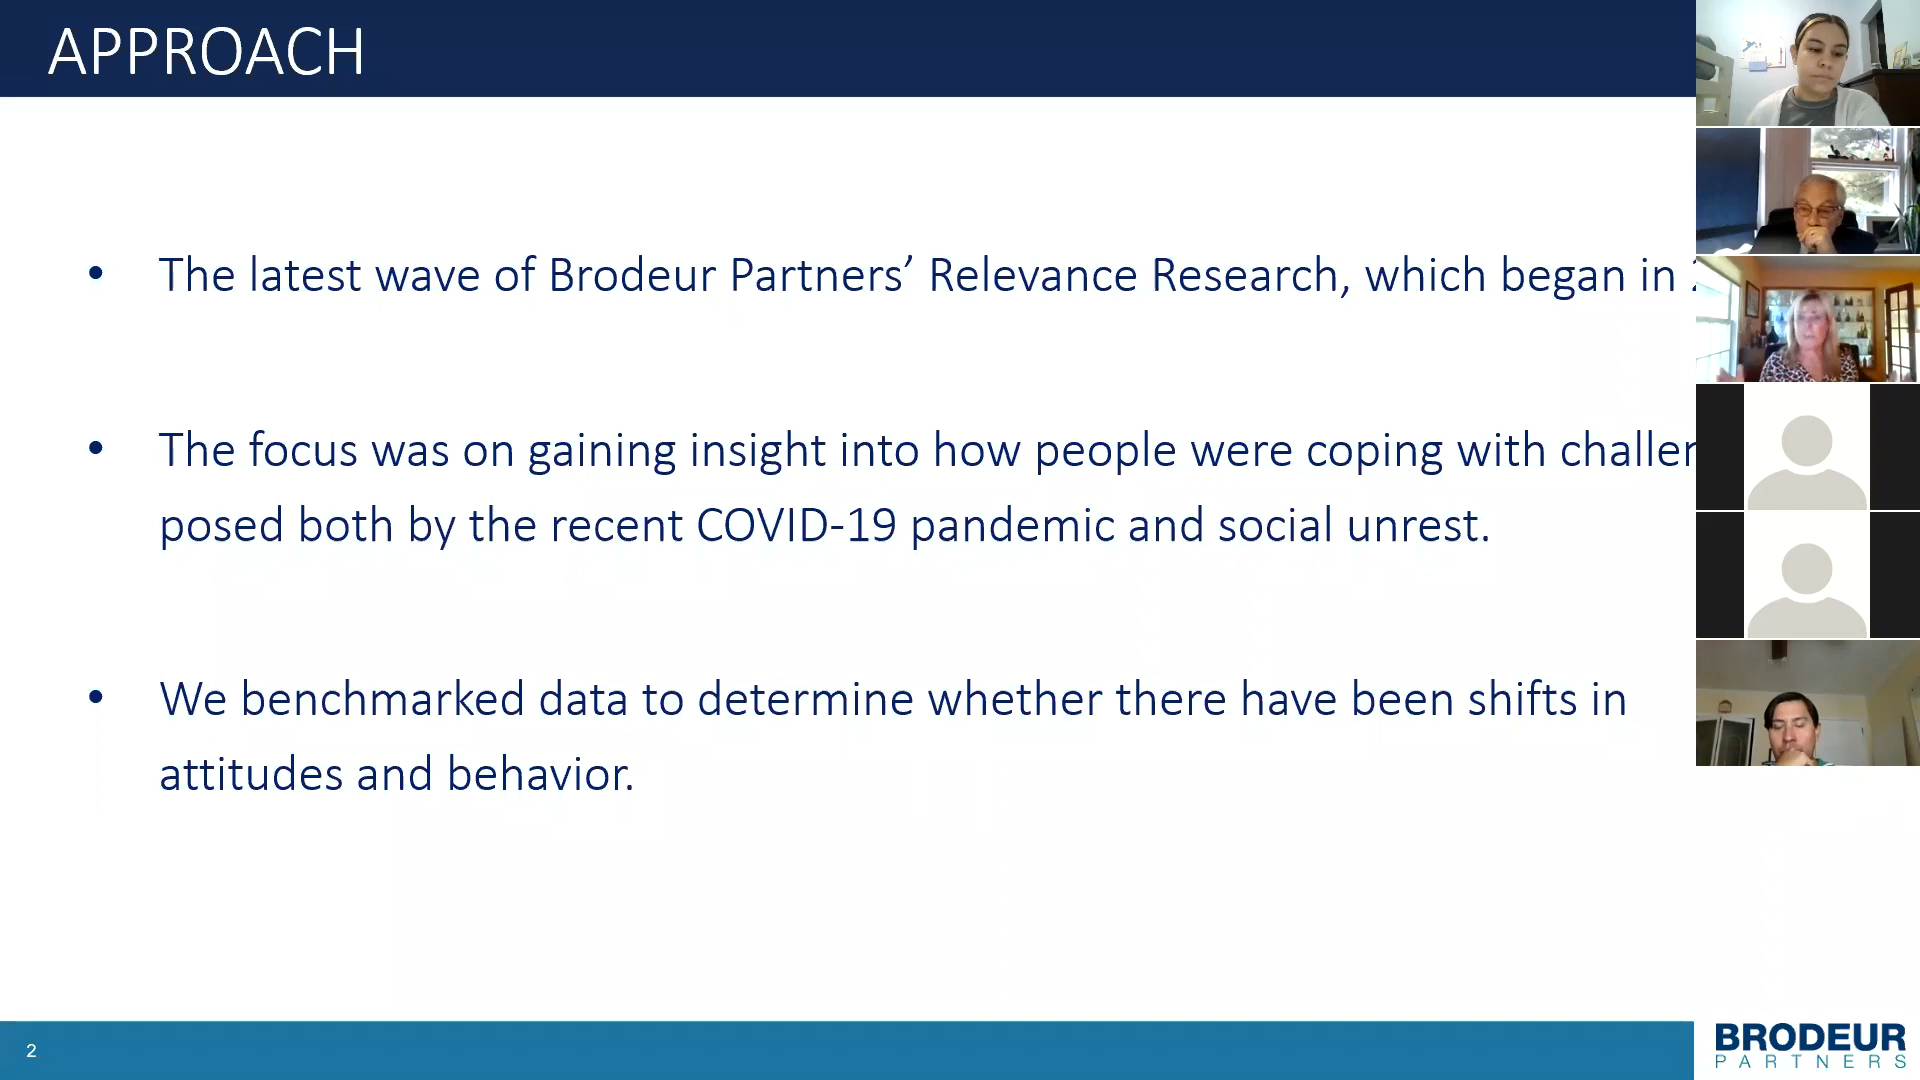 APPROACH
• The latest wave of Brodeur Partners’ Relevance Research, which began in
• The focus was on gaining insight into how people were coping with
posed both by the recent COVID-19 pandemic and social unrest.
• We benchmarked data to determine whether there have been shifts in
attitudes and behavior.
2
BRODEUR
PARTNERS